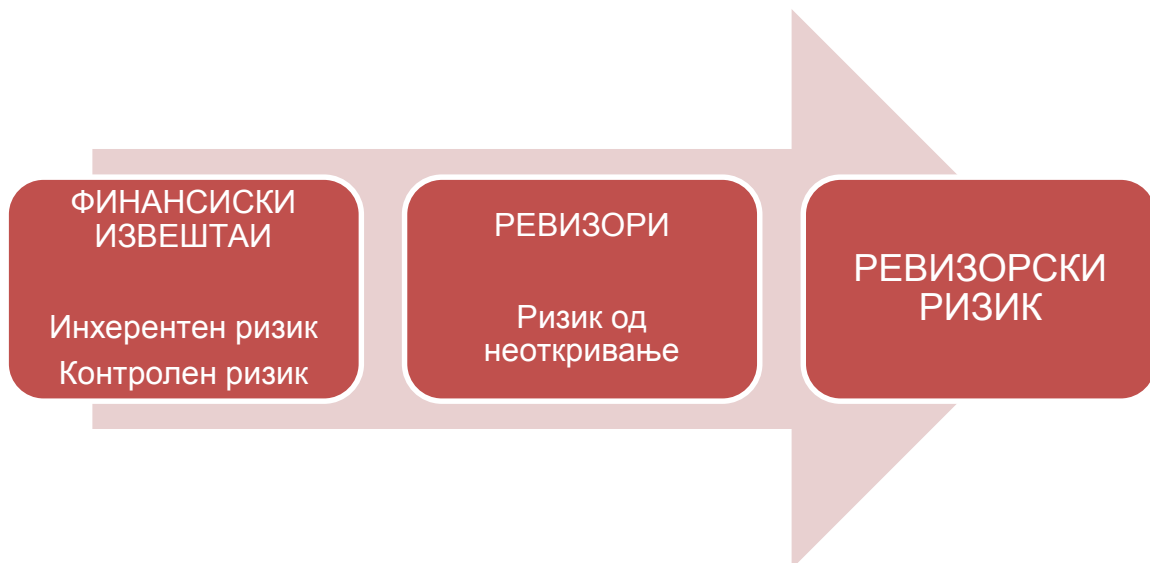 ФИНАНСИСКИ
ИЗВЕШТАИ
Инхерентен ризик
Контролен ризик
РЕВИЗОРИ
Ризик од
неоткривање
РЕВИЗОРСКИ
РИЗИК